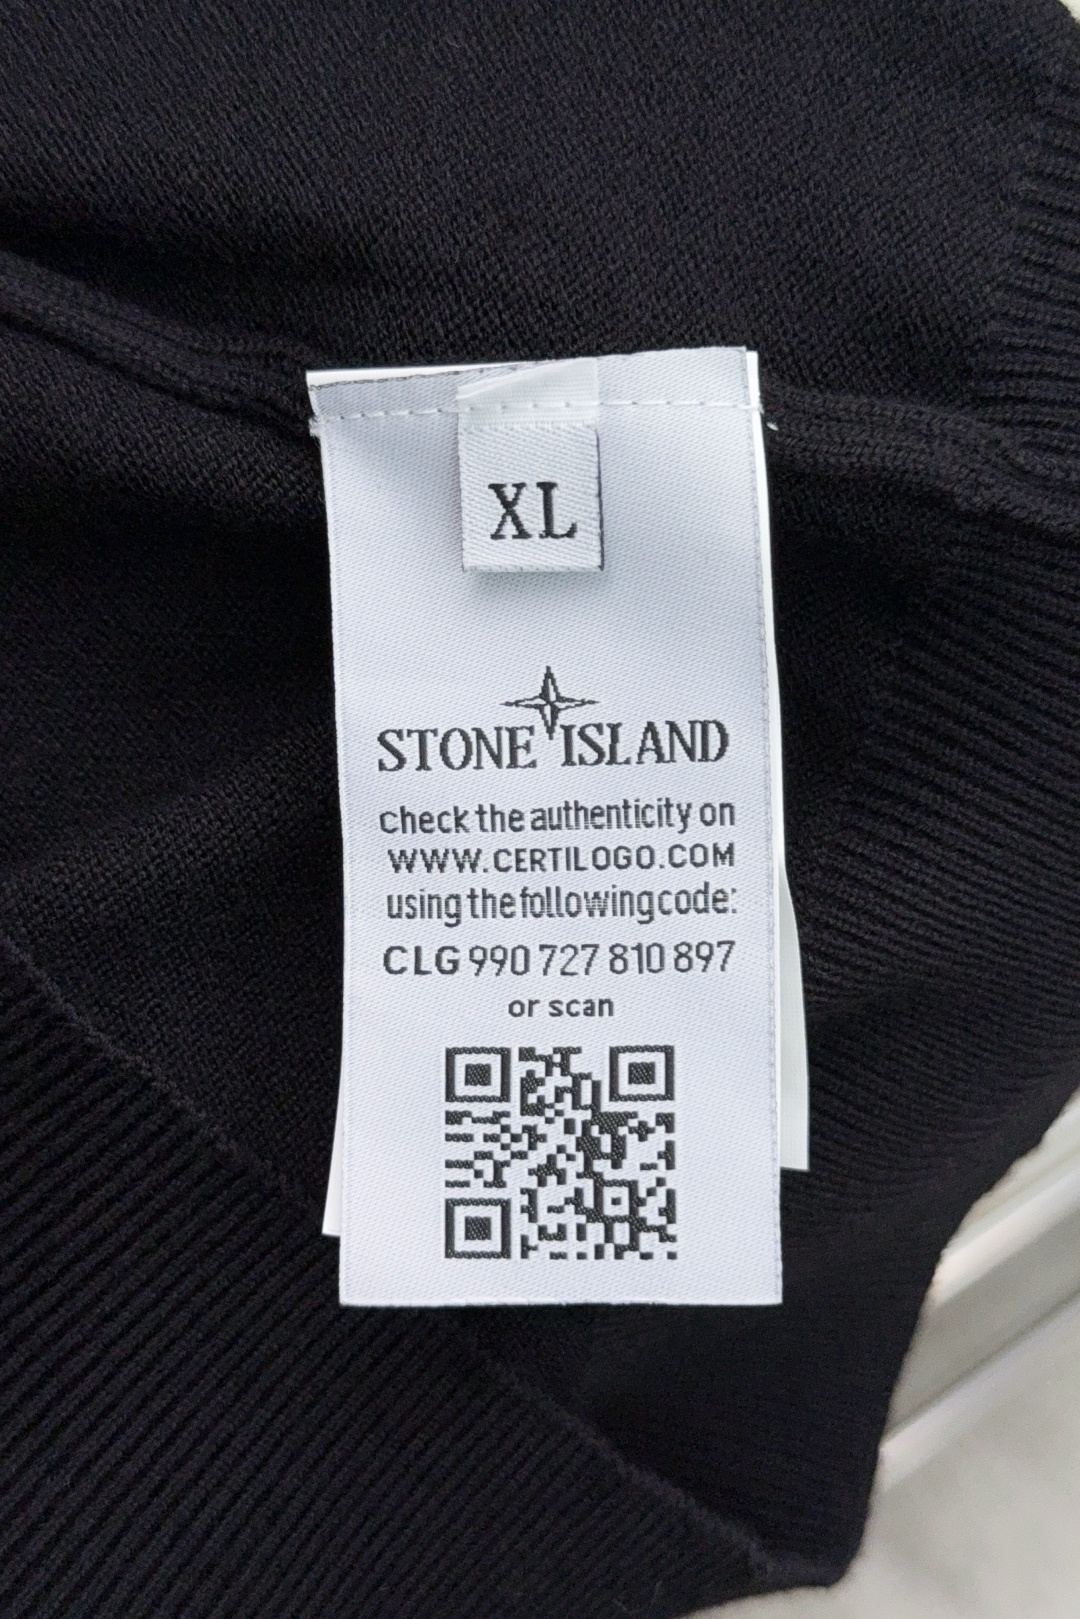 XL
STONE ISLAND
check the authenticity on
WWW.CERTILOGO.COM
using the following code:
CLG 990 727 810 897
or scan